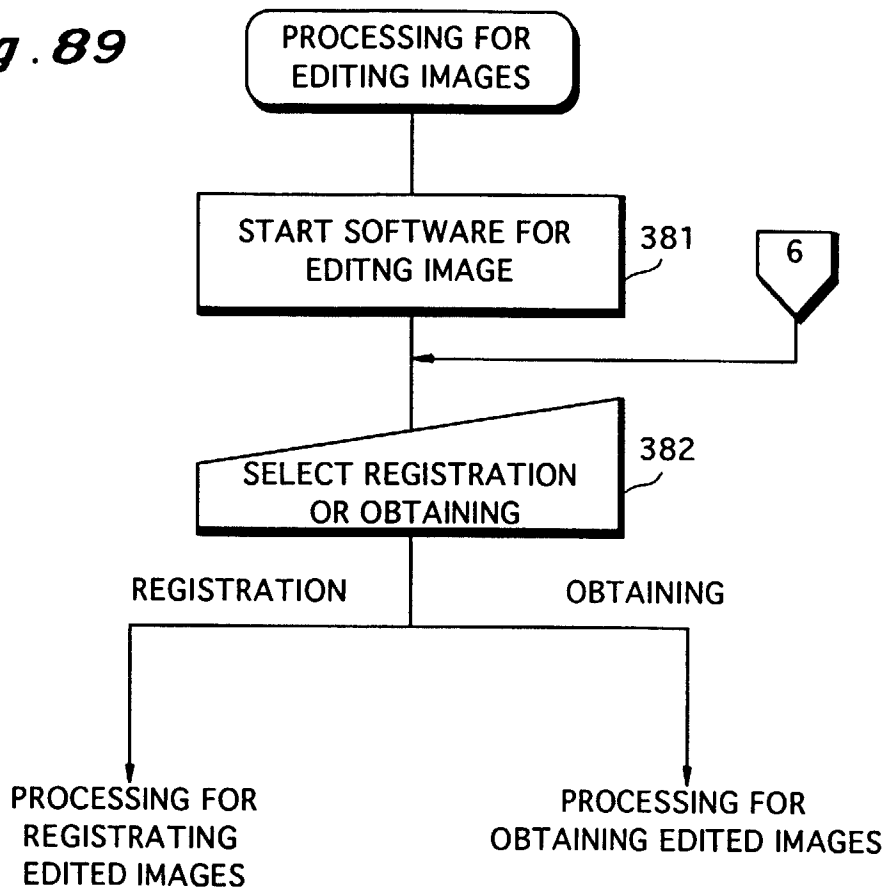 g. 89
PROCESSING FOR
EDITING IMAGES
START SOFTWARE FOR
EDITNG IMAGE
381
6
SELECT REGISTRATION
OR OBTAINING
382
REGISTRATION
OBTAINING
PROCESSING FOR
REGISTRATING
EDITED IMAGES
PROCESSING FOR
OBTAINING EDITED IMAGES